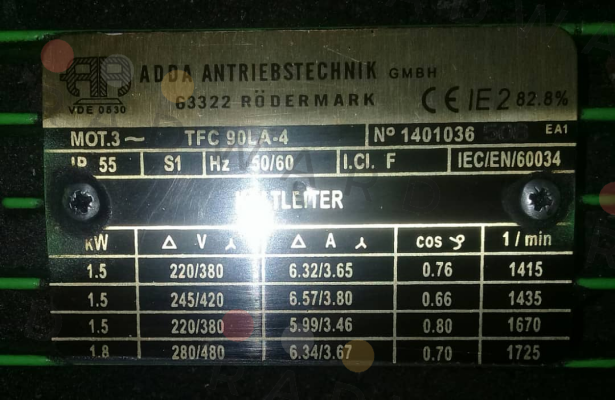 ADDA ANTRIEBSTECHNIK GMBH
63322 RÖDERMARK
VDE 0530
CE IE2 82.8%
MOT.3~ TFC 90LA-4 Nº 1401036 EA1
IP 55 S1 Hz 50/60 I.Cl. F IEC/EN/60034
kW Δ V ⅄ Δ A ⅄ cos φ 1/min
1.5 220/380 6.32/3.65 0.76 1415
1.5 245/420 6.57/3.80 0.66 1435
1.5 220/380 5.99/3.46 0.80 1670
1.8 280/480 6.34/3.67 0.70 1725